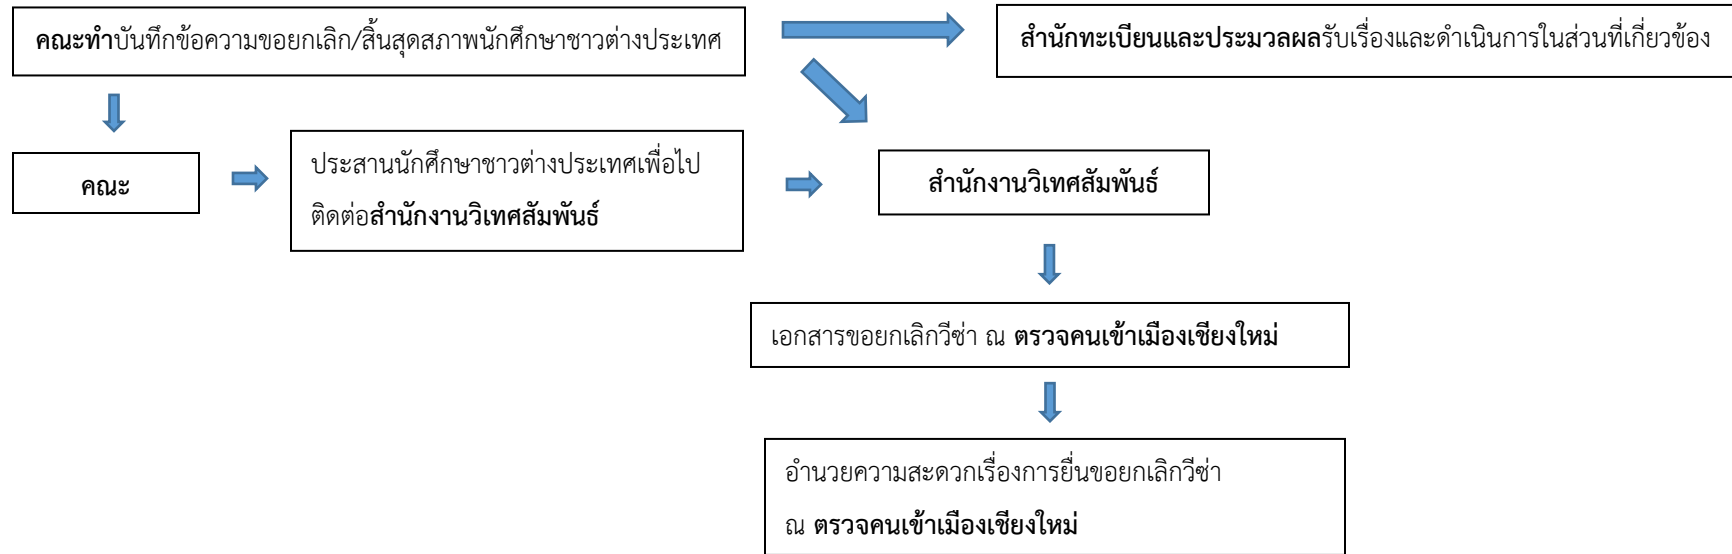 คณะทำบันทึกข้อความขอยกเลิก/สิ้นสุดสภาพนักศึกษาชาวต่างประเทศ
สำนักทะเบียนและประมวลผลรับเรื่องและดำเนินการในส่วนที่เกี่ยวข้อง
คณะ
ประสานนักศึกษาชาวต่างประเทศเพื่อไป
ติดต่อสำนักงานวิเทศสัมพันธ์
สำนักงานวิเทศสัมพันธ์
เอกสารขอยกเลิกวีซ่า ณ ตรวจคนเข้าเมืองเชียงใหม่
อำนวยความสะดวกเรื่องการยื่นขอยกเลิกวีซ่า
ณ ตรวจคนเข้าเมืองเชียงใหม่